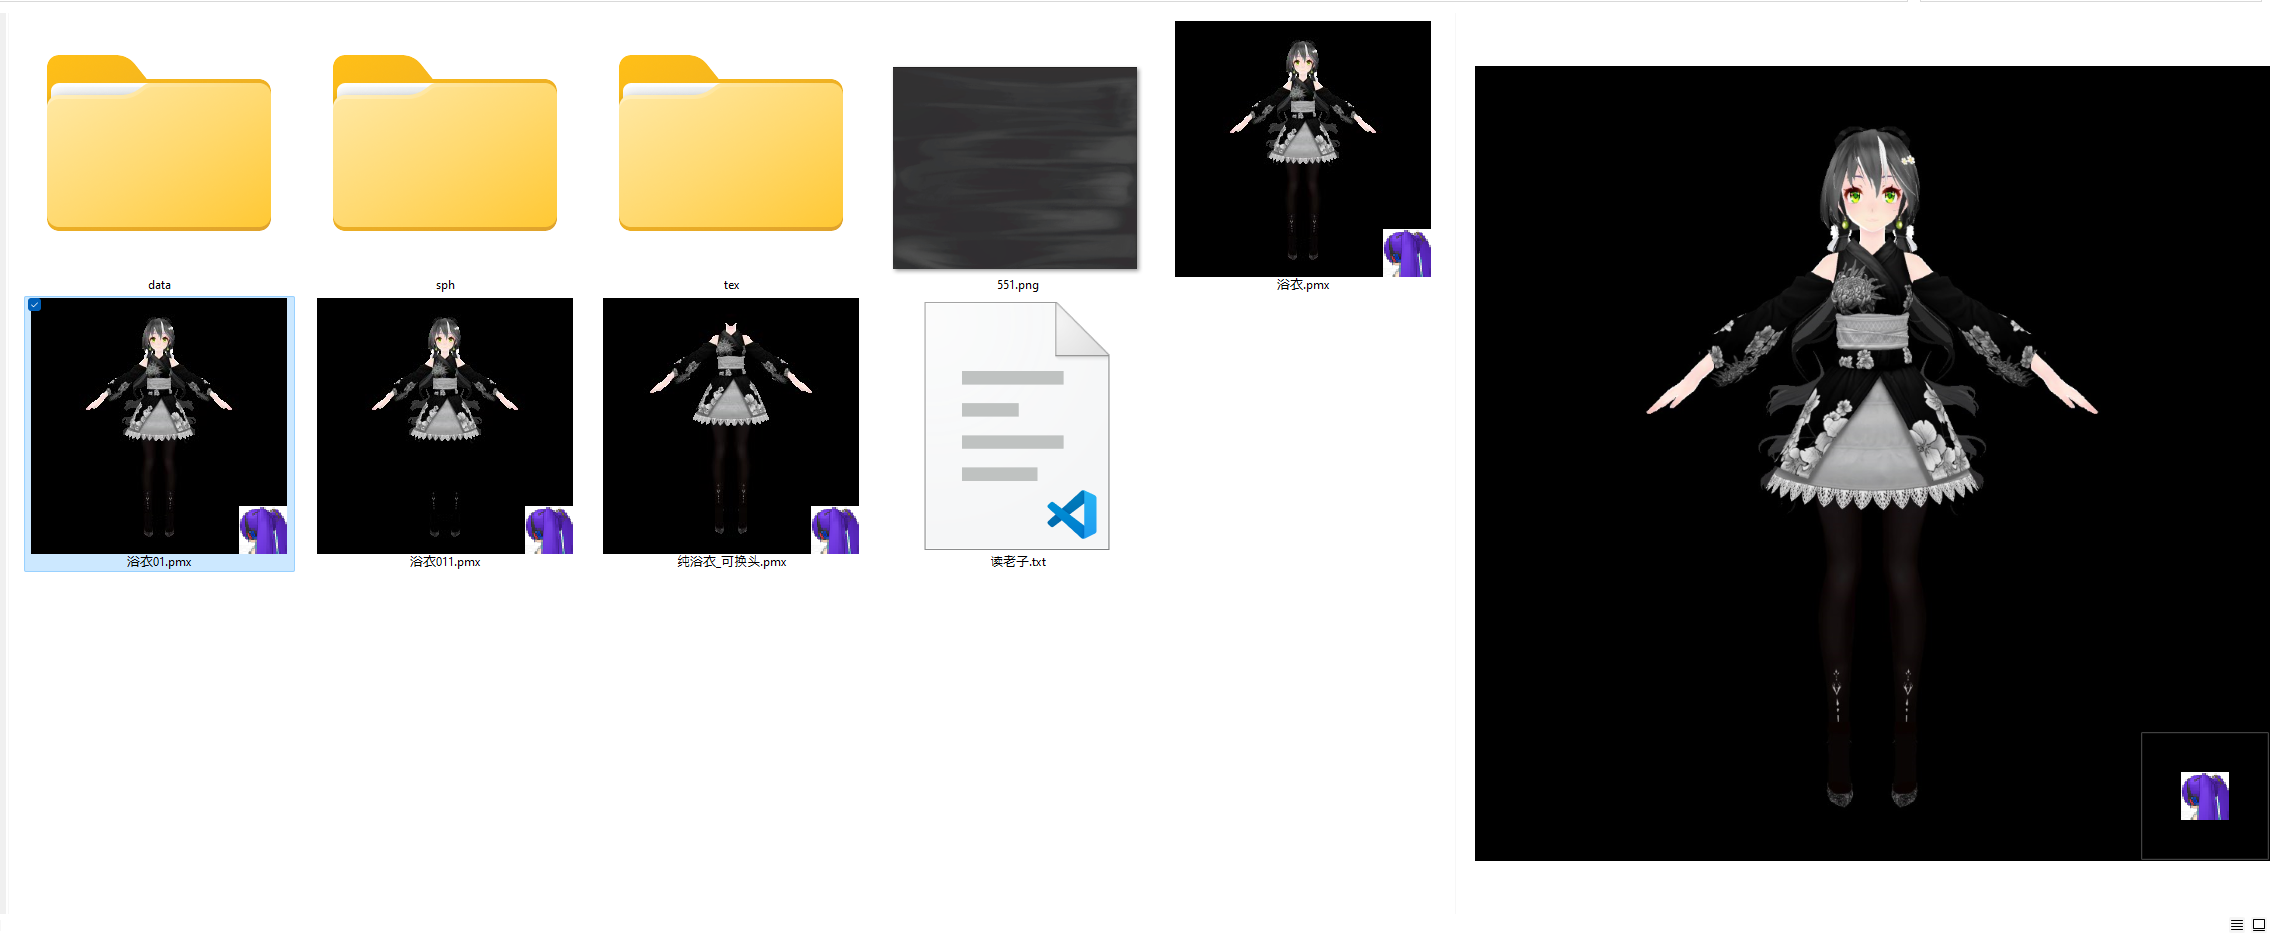 data
sph
tex
551.png
浴衣.pmx
浴衣01.pmx
浴衣011.pmx
纯浴衣_可换头.pmx
读老子.txt